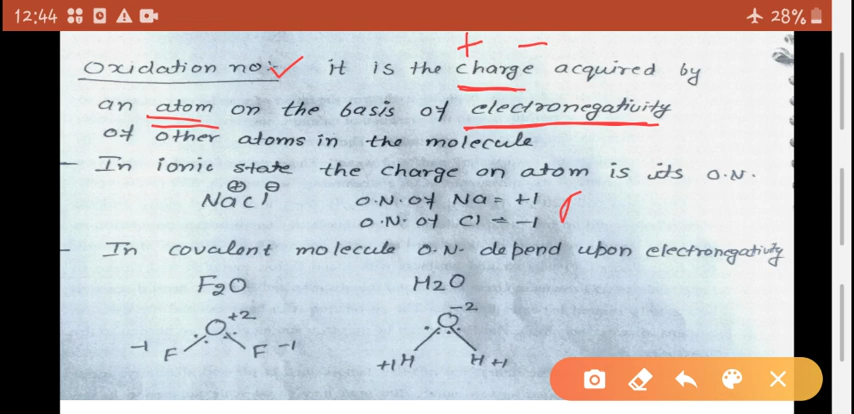 12:44
28%
+ -
Oxidation no:- it is the charge acquired by
an atom on the basis of electronegativity
of other atoms in the molecule
- In ionic state the charge on atom is its O.N.
⊕ ⊖
NaCl O.N. of Na = +1
O.N. of Cl = -1
- In covalent molecule O.N. depend upon electronegativity
F2O H2O
+2 -2
O O
-1 F F -1
+1 H H +1